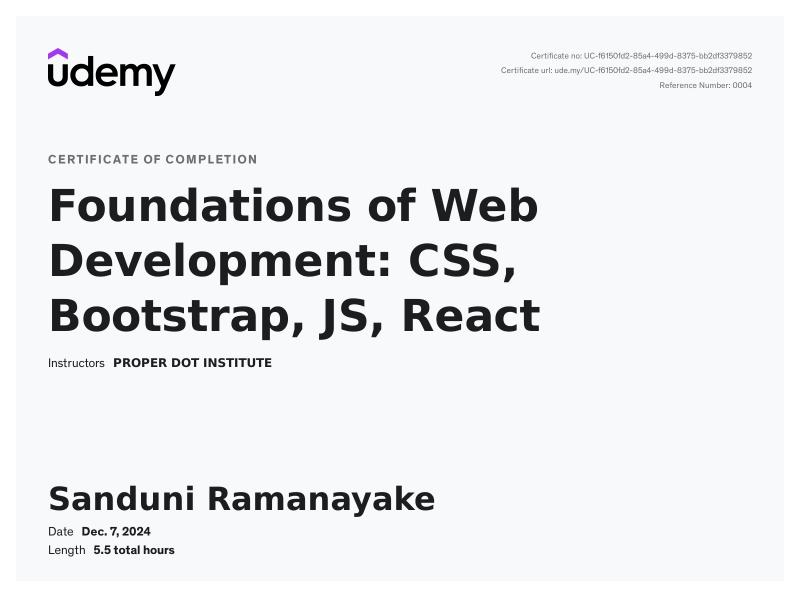 udemy
Certificate no: UC-f6150fd2-85a4-499d-8375-bb2df3379852
Certificate url: ude.my/UC-f6150fd2-85a4-499d-8375-bb2df3379852
Reference Number: 0004
CERTIFICATE OF COMPLETION
Foundations of Web
Development: CSS,
Bootstrap, JS, React
Instructors PROPER DOT INSTITUTE
Sanduni Ramanayake
Date Dec. 7, 2024
Length 5.5 total hours